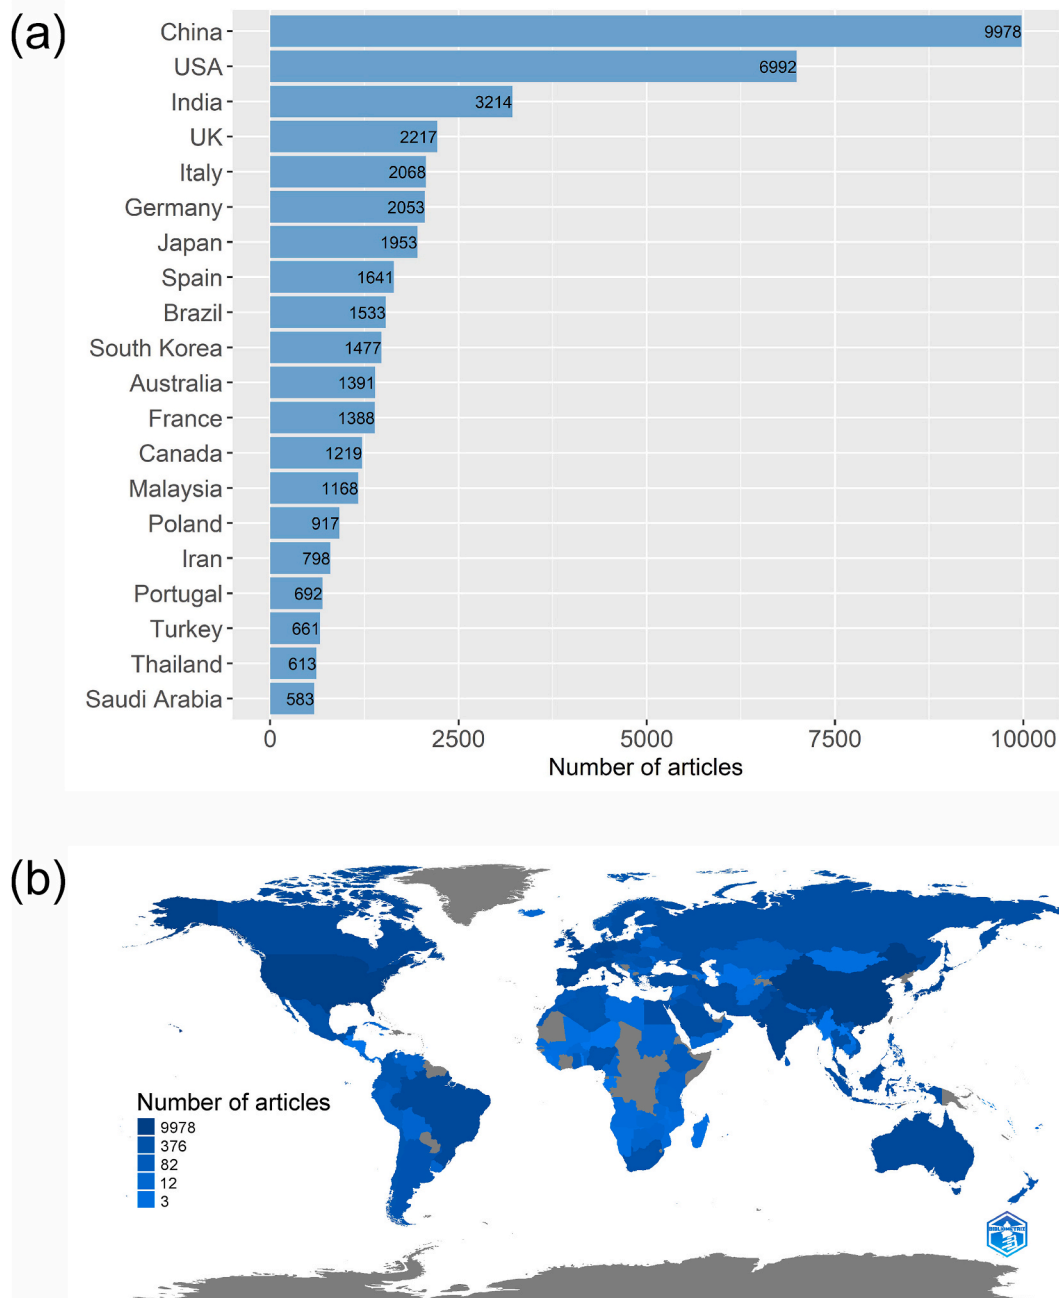 (a)
China 9978
USA 6992
India 3214
UK 2217
Italy 2068
Germany 2053
Japan 1953
Spain 1641
Brazil 1533
South Korea 1477
Australia 1391
France 1388
Canada 1219
Malaysia 1168
Poland 917
Iran 798
Portugal 692
Turkey 661
Thailand 613
Saudi Arabia 583
0 2500 5000 7500 10000
Number of articles
(b)
Number of articles
9978
376
82
12
3
BIBLIOMETRIX